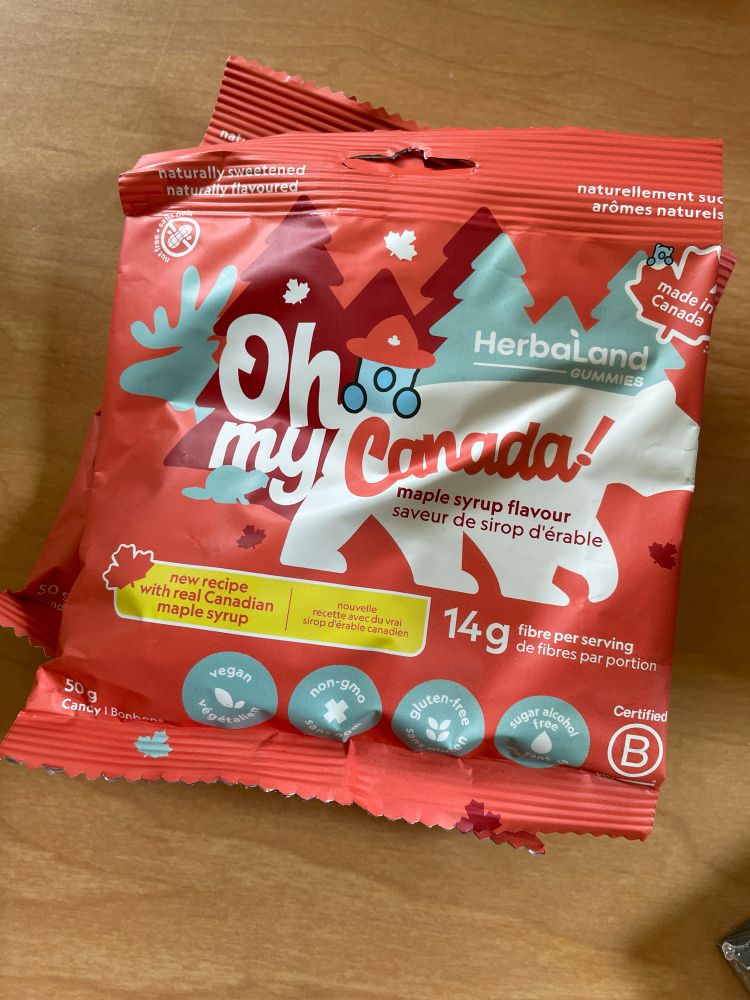 naturally sweetened
naturally flavoured
naturellement suc
arômes naturels
nut free • sans noix
made in
Canada
HerbaLand
GUMMIES
Oh
my Canada!
maple syrup flavour
saveur de sirop d'érable
new recipe
with real Canadian
maple syrup
nouvelle
recette avec du vrai
sirop d'érable canadien
14g fibre per serving
de fibres par portion
50 g
Candy | Bonbons
vegan
végétalien
non-gmo
gluten-free
sugar alcohol
free
Certified
B